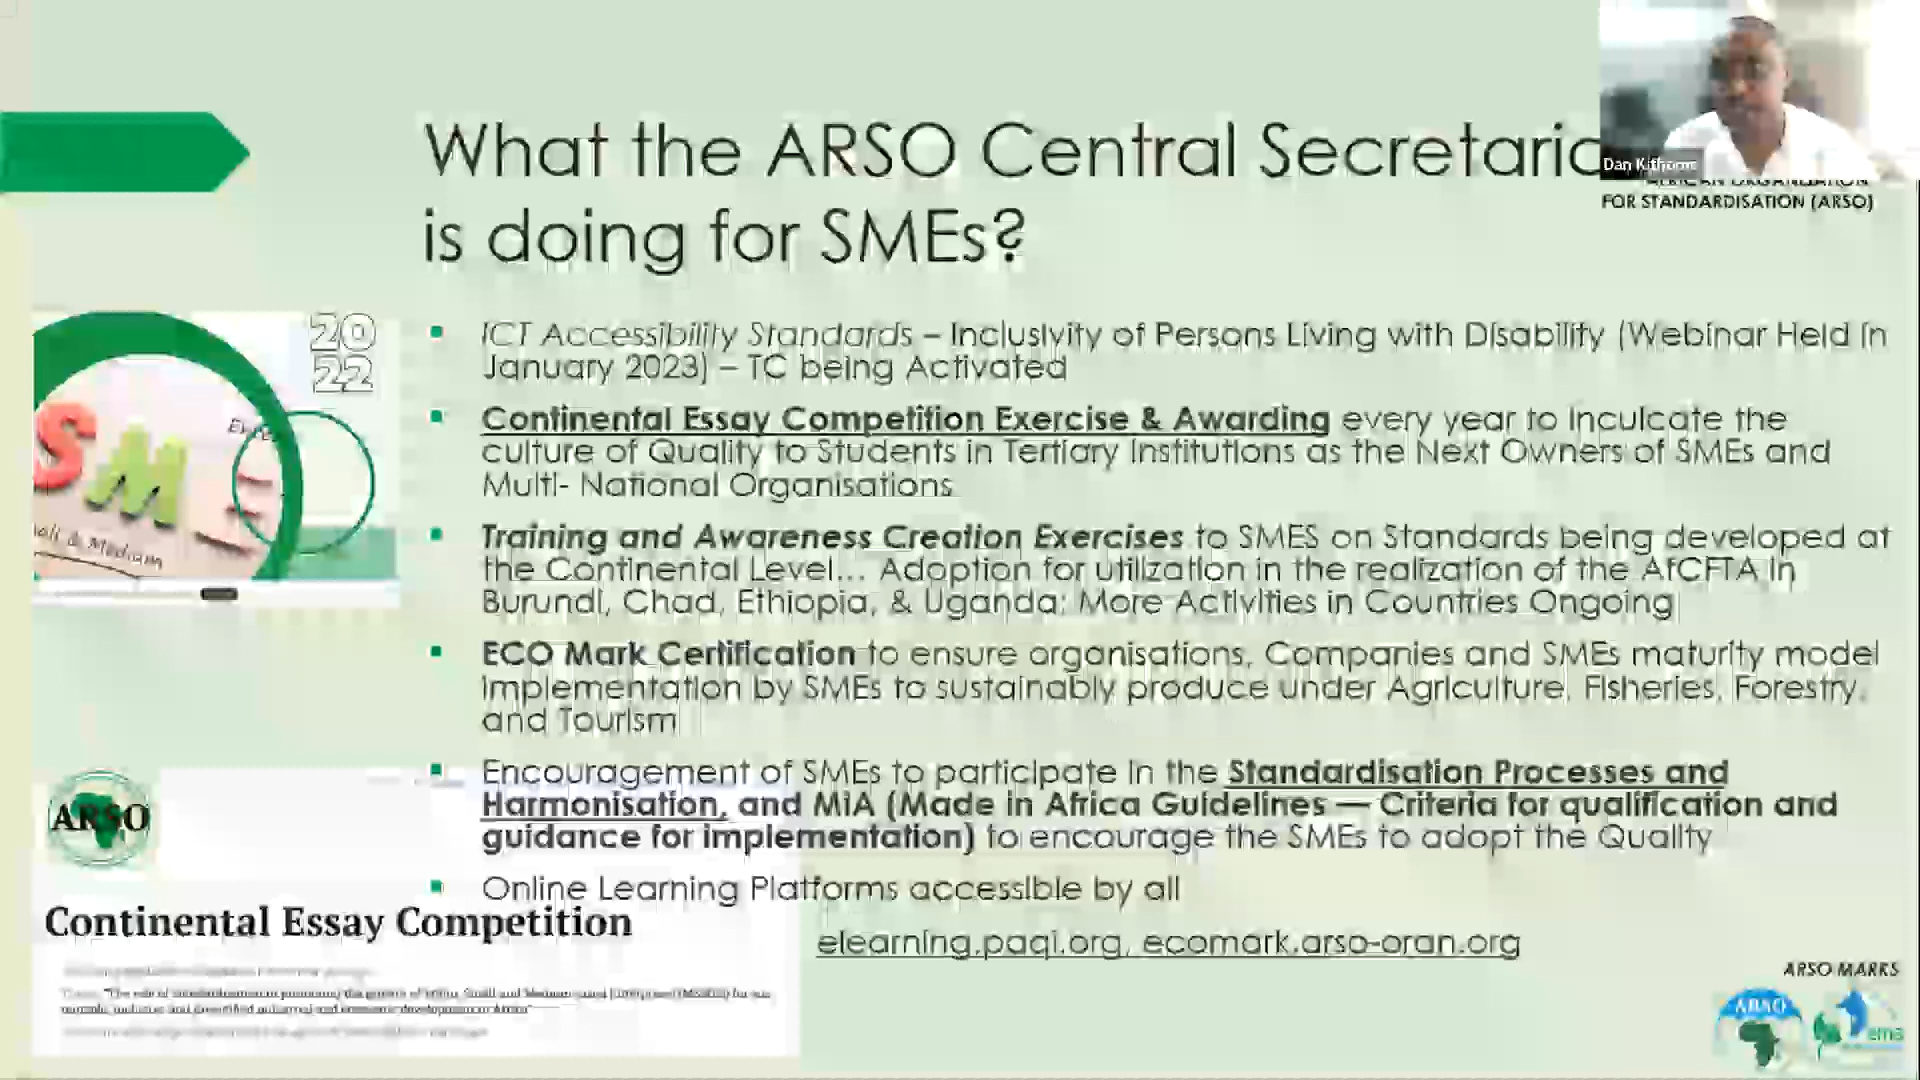 What the ARSO Central Secretaria
is doing for SMEs?
Dan Kithome
AFRICAN ORGANISATION
FOR STANDARDISATION (ARSO)
20
22
SM
& Medium
ICT Accessibility Standards – Inclusivity of Persons Living with Disability (Webinar Held in
January 2023) – TC being Activated
Continental Essay Competition Exercise & Awarding every year to inculcate the
culture of Quality to Students in Tertiary Institutions as the Next Owners of SMEs and
Multi- National Organisations
Training and Awareness Creation Exercises to SMES on Standards being developed at
the Continental Level... Adoption for utilization in the realization of the AfCFTA in
Burundi, Chad, Ethiopia, & Uganda; More Activities in Countries Ongoing
ECO Mark Certification to ensure organisations, Companies and SMEs maturity model
implementation by SMEs to sustainably produce under Agriculture, Fisheries, Forestry,
and Tourism
Encouragement of SMEs to participate in the Standardisation Processes and
Harmonisation, and MiA (Made in Africa Guidelines — Criteria for qualification and
guidance for implementation) to encourage the SMEs to adopt the Quality
Online Learning Platforms accessible by all
elearning.paqi.org, ecomark.arso-oran.org
ARSO
Continental Essay Competition
ARSO MARKS
ARSO
ema